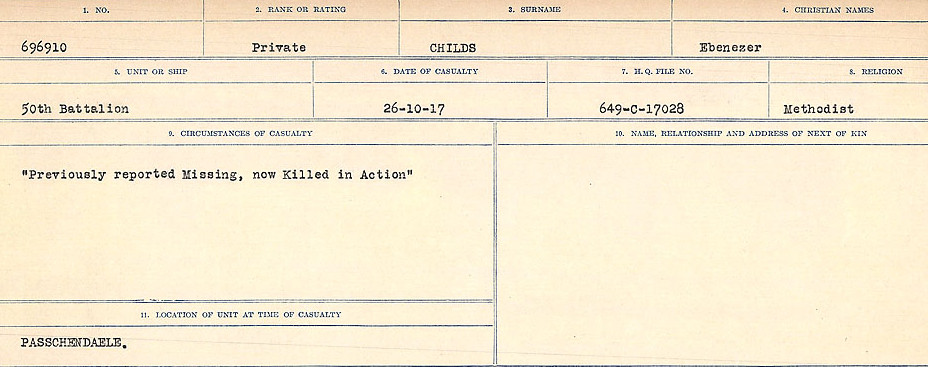 1. NO. 2. RANK OR RATING 3. SURNAME 4. CHRISTIAN NAMES
696910 Private CHILDS Ebenezer
5. UNIT OR SHIP 6. DATE OF CASUALTY 7. H.Q. FILE NO. 8. RELIGION
50th Battalion 26-10-17 649-C-17028 Methodist
9. CIRCUMSTANCES OF CASUALTY 10. NAME, RELATIONSHIP AND ADDRESS OF NEXT OF KIN
"Previously reported Missing, now Killed in Action"
11. LOCATION OF UNIT AT TIME OF CASUALTY
PASSCHENDAELE.